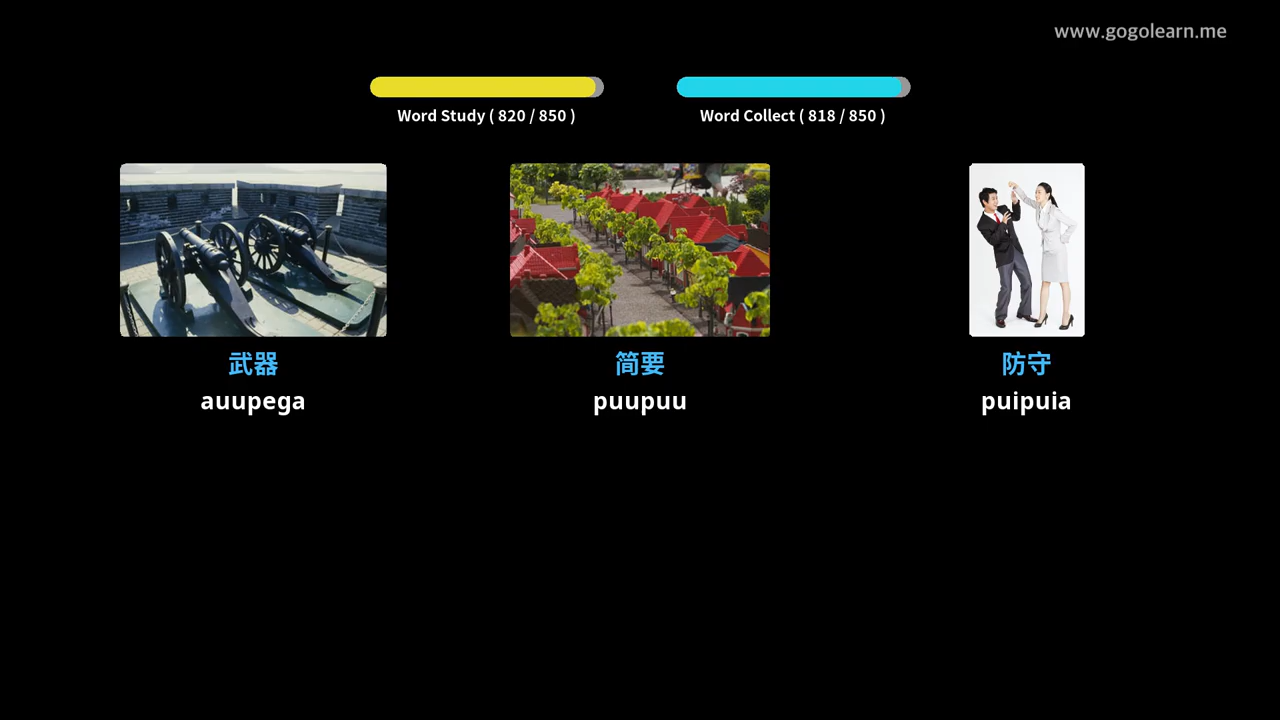 www.gogolearn.me
Word Study ( 820 / 850 )
Word Collect ( 818 / 850 )
武器
auupega
简要
puupuu
防守
puipuia